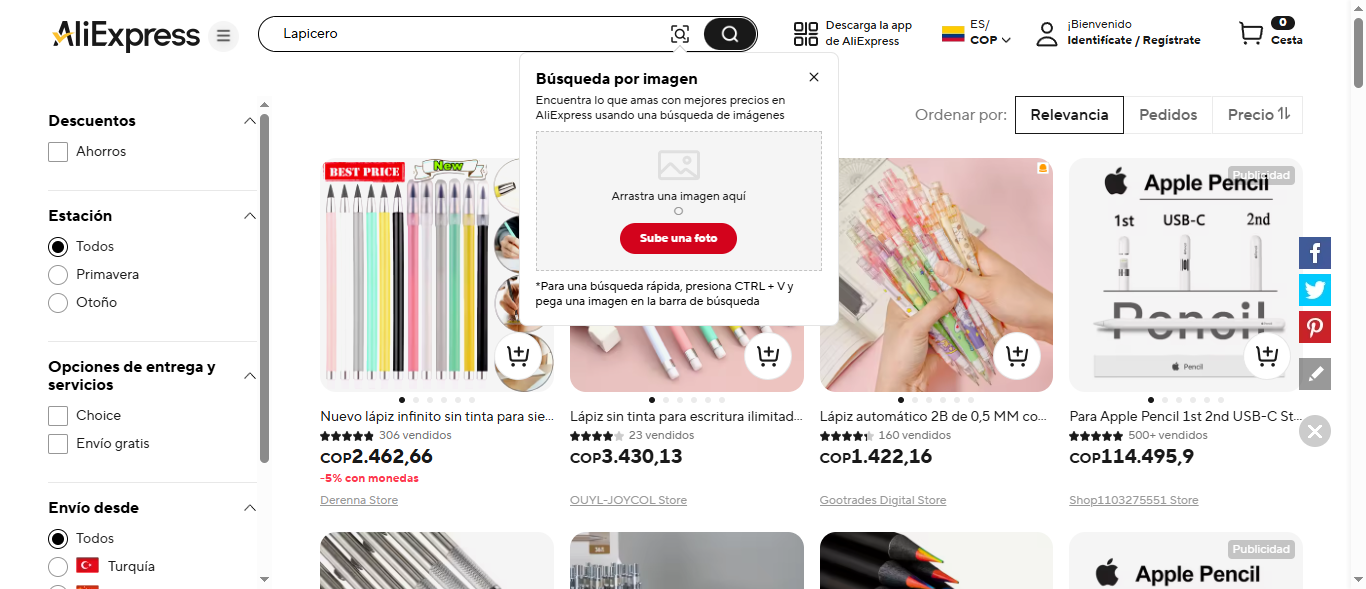 AliExpress
Lapicero
Descarga la app
de AliExpress
ES/
COP
¡Bienvenido
Identifícate / Regístrate
0
Cesta
Búsqueda por imagen
Encuentra lo que amas con mejores precios en
AliExpress usando una búsqueda de imágenes
Arrastra una imagen aquí
O
Sube una foto
*Para una búsqueda rápida, presiona CTRL + V y
pega una imagen en la barra de búsqueda
Descuentos
Ahorros
Estación
Todos
Primavera
Otoño
Opciones de entrega y
servicios
Choice
Envío gratis
Envío desde
Todos
Turquía
Ordenar por:
Relevancia
Pedidos
Precio
BEST PRICE
New
Nuevo lápiz infinito sin tinta para sie...
306 vendidos
COP2.462,66
-5% con monedas
Derenna Store
Lápiz sin tinta para escritura ilimitad...
23 vendidos
COP3.430,13
OUYL-JOYCOL Store
Lápiz automático 2B de 0,5 MM co...
160 vendidos
COP1.422,16
Gootrades Digital Store
Publicidad
Apple Pencil
1st
USB-C
2nd
Pencil
Pencil
Para Apple Pencil 1st 2nd USB-C St...
500+ vendidos
COP114.495,9
Shop1103275551 Store
Publicidad
Apple Pencil